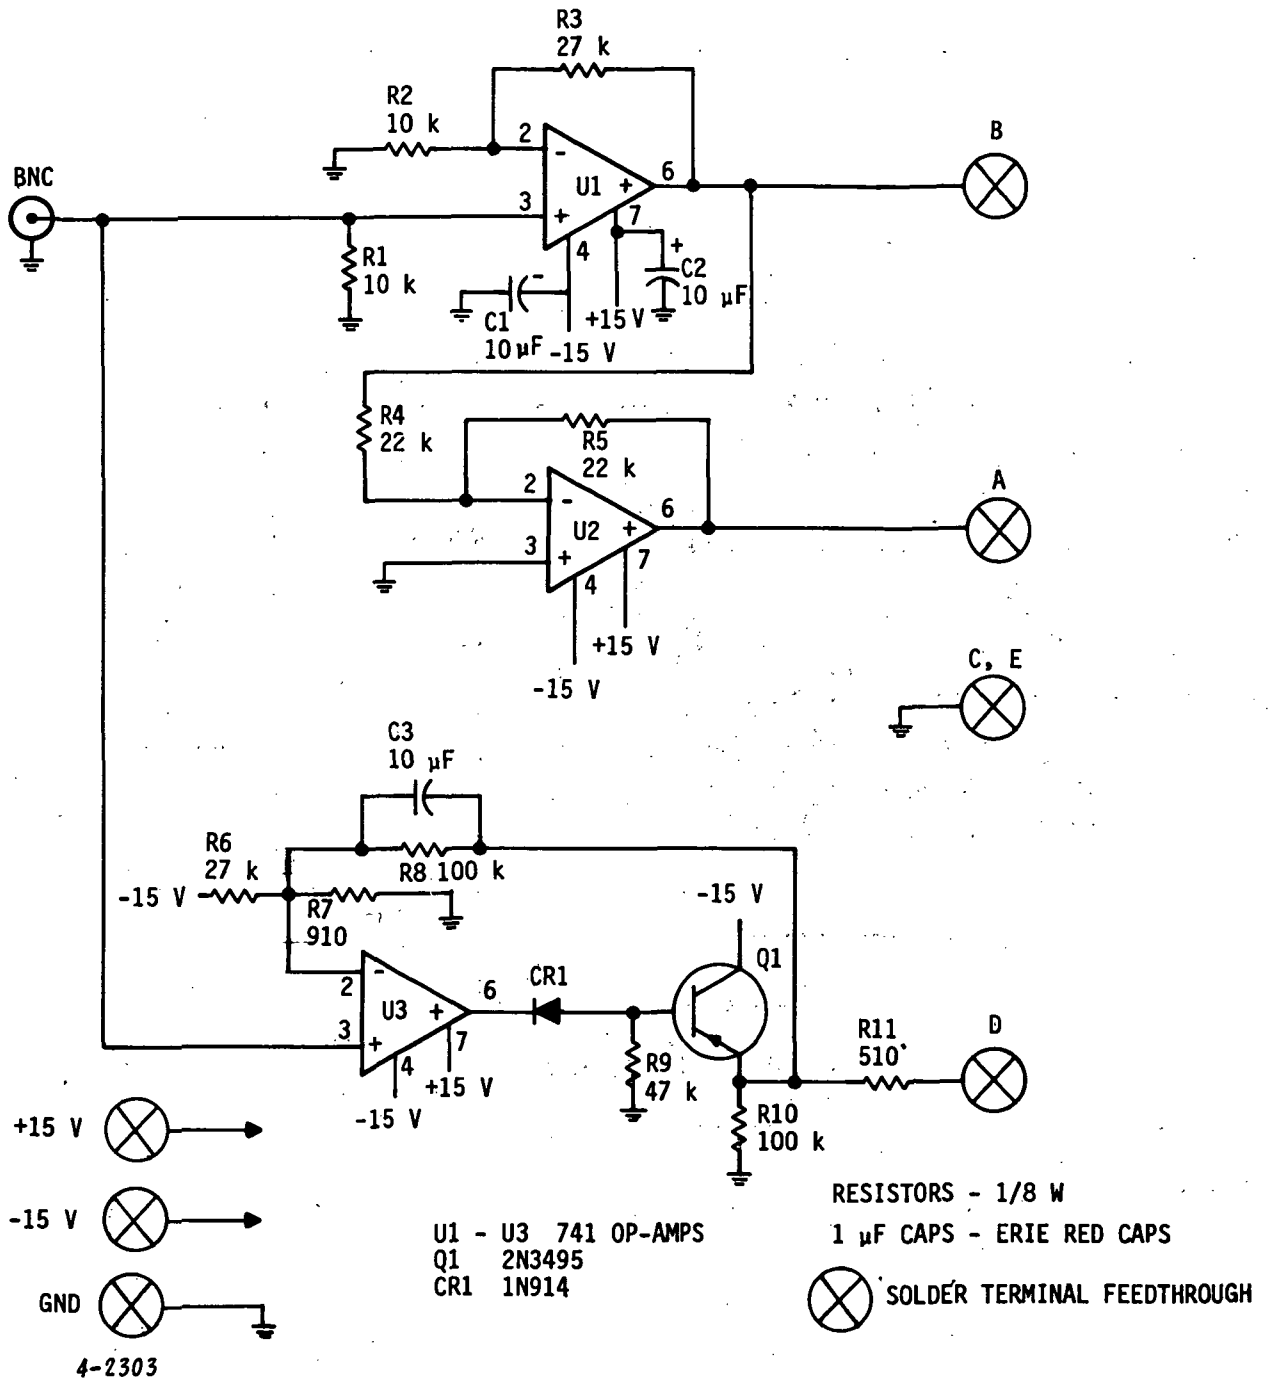 R3
27 k
R2
10 k
B
BNC
2
-
U1
+
6
3
+
7
4
R1
10 k
+
C2
10 µF
-
C1
10 µF
+15 V
-15 V
R4
22 k
R5
22 k
A
2
-
U2
+
6
3
+
7
4
+15 V
-15 V
C, E
C3
10 µF
R6
27 k
R8 100 k
-15 V
R7
910
-15 V
Q1
2
-
U3
+
6
CR1
3
+
7
4
+15 V
-15 V
R9
47 k
R11
510
D
R10
100 k
+15 V
-15 V
GND
U1 - U3 741 OP-AMPS
Q1 2N3495
CR1 1N914
RESISTORS - 1/8 W
1 µF CAPS - ERIE RED CAPS
SOLDER TERMINAL FEEDTHROUGH
4-2303